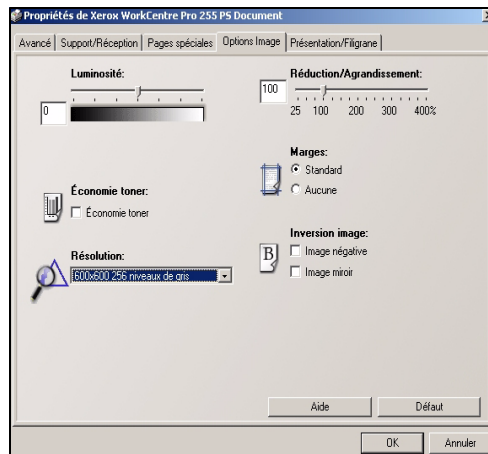 Propriétés de Xerox WorkCentre Pro 255 PS Document
Avancé Support/Réception Pages spéciales Options Image Présentation/Filigrane
Luminosité:
0
Réduction/Agrandissement:
100
25 100 200 300 400%
Marges:
Standard
Aucune
Économie toner:
Économie toner
Inversion image:
B
Image négative
Image miroir
Résolution:
600x600 256 niveaux de gris
Aide Défaut
OK Annuler